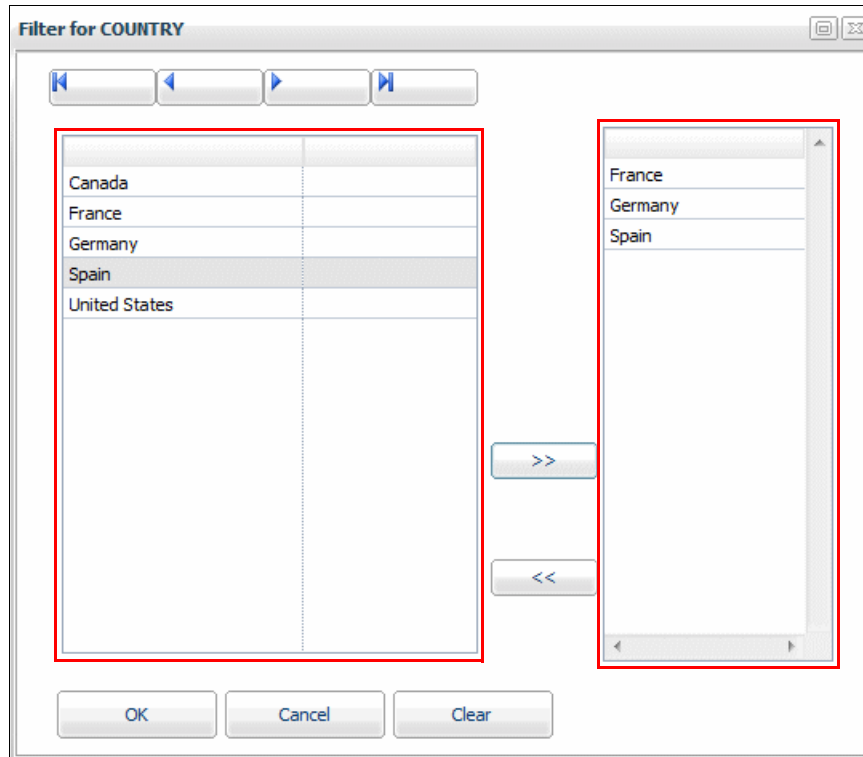 Filter for COUNTRY
Canada
France
Germany
Spain
United States
France
Germany
Spain
>>
<<
OK
Cancel
Clear